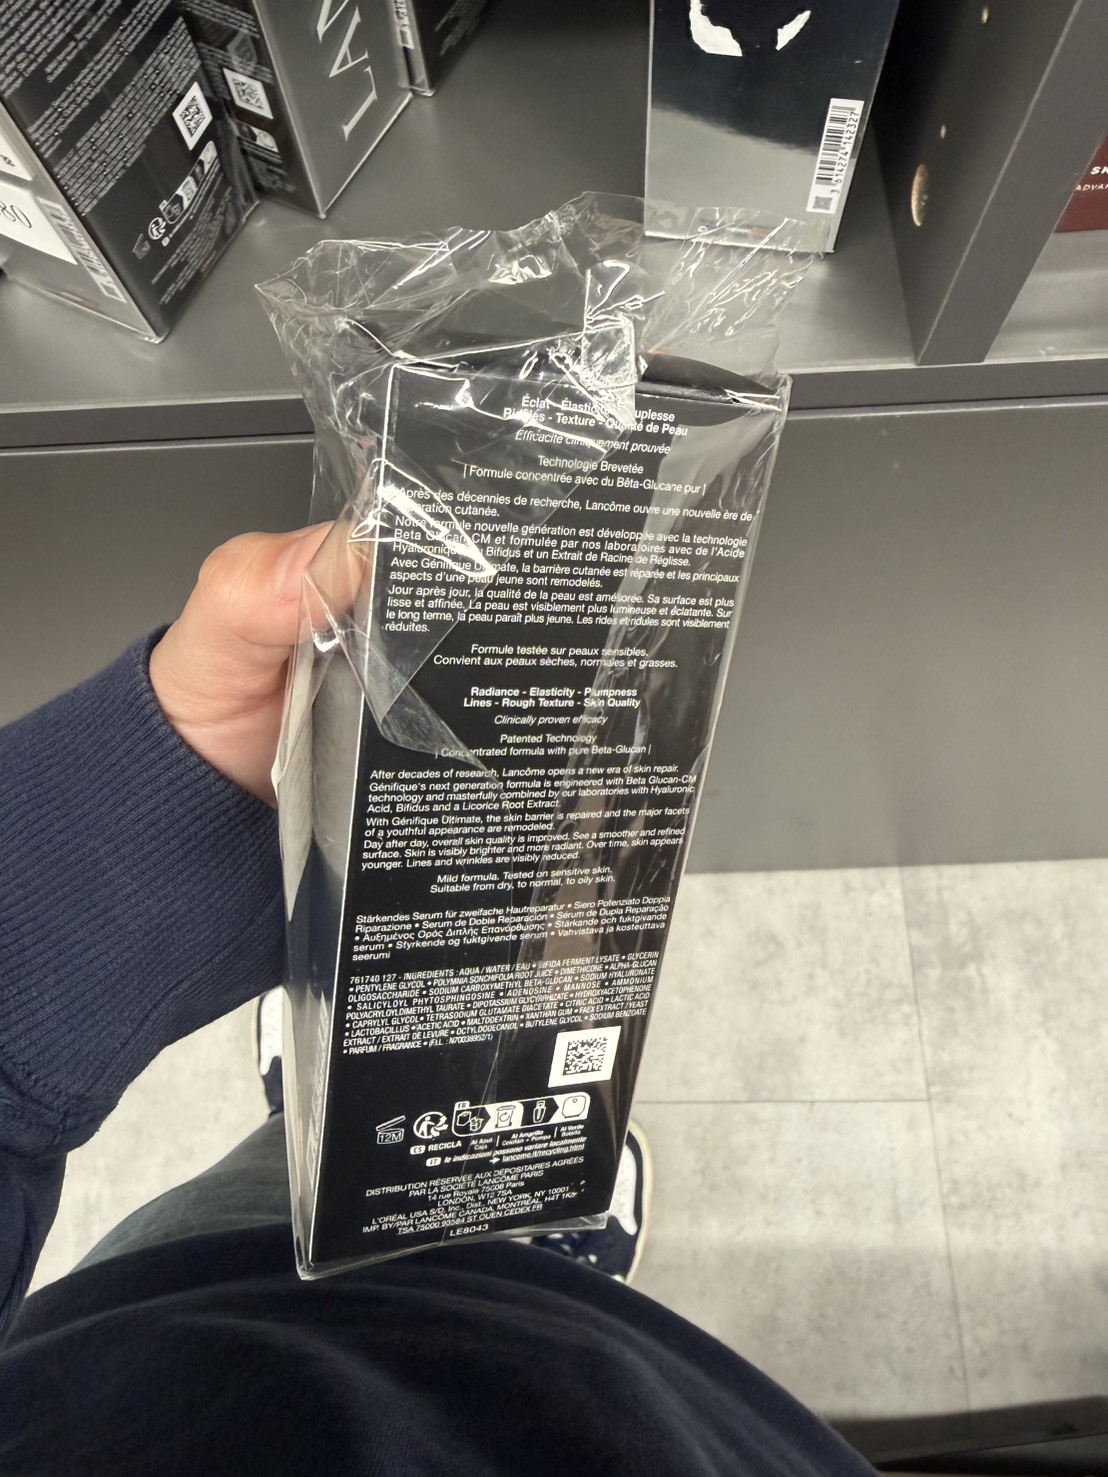 LAN
80
3 614274 142327
SK
ADVAN
Éclat - Élasticité uplesse
Rid les - Texture - Qualité de Peau
Efficacité cliniquement prouvée
Technologie Brevetée
| Formule concentrée avec du Bêta-Glucane pur |
Après des décennies de recherche, Lancôme ouvre une nouvelle ère de
ration cutanée.
Notre formule nouvelle génération est développée avec la technologie
Beta Glucan-CM et formulée par nos laboratoires avec de l'Acide
Hyaluronique Bifidus et un Extrait de Racine de Réglisse.
Avec Génifique Ultimate, la barrière cutanée est réparée et les principaux
aspects d'une peau jeune sont remodelés.
Jour après jour, la qualité de la peau est améliorée. Sa surface est plus
lisse et affinée. La peau est visiblement plus lumineuse et éclatante. Sur
le long terme, la peau paraît plus jeune. Les rides et ridules sont visiblement
réduites.
Formule testée sur peaux sensibles.
Convient aux peaux sèches, normales et grasses.
Radiance - Elasticity - Plumpness
Lines - Rough Texture - Skin Quality
Clinically proven efficacy
Patented Technology
| Concentrated formula with pure Beta-Glucan |
After decades of research, Lancôme opens a new era of skin repair.
Génifique's next generation formula is engineered with Beta Glucan-CM
technology and masterfully combined by our laboratories with Hyaluronic
Acid, Bifidus and a Licorice Root Extract.
With Génifique Ultimate, the skin barrier is repaired and the major facets
of a youthful appearance are remodeled.
Day after day, overall skin quality is improved. See a smoother and refined
surface. Skin is visibly brighter and more radiant. Over time, skin appears
younger. Lines and wrinkles are visibly reduced.
Mild formula. Tested on sensitive skin.
Suitable from dry, to normal, to oily skin.
Stärkendes Serum für zweifache Hautreparatur • Siero Potenziato Doppia
Riparazione • Serum de Doble Reparación • Sérum de Dupla Reparação
• Αυξημένος Ορός Διπλής Επανόρθωσης • Stärkande och fuktgivande
serum • Styrkende og fuktgivende serum • Vahvistava ja kosteuttava
seerumi
761740 127 - INGREDIENTS : AQUA / WATER / EAU • BIFIDA FERMENT LYSATE • GLYCERIN
• PENTYLENE GLYCOL • POLYMNIA SONCHIFOLIA ROOT JUICE • DIMETHICONE • ALPHA-GLUCAN
OLIGOSACCHARIDE • SODIUM CARBOXYMETHYL BETA-GLUCAN • SODIUM HYALURONATE
• SALICYLOYL PHYTOSPHINGOSINE • ADENOSINE • MANNOSE • AMMONIUM
POLYACRYLOYLDIMETHYL TAURATE • DIPOTASSIUM GLYCYRRHIZATE • HYDROXYACETOPHENONE
• CAPRYLYL GLYCOL • TETRASODIUM GLUTAMATE DIACETATE • CITRIC ACID • LACTIC ACID
• LACTOBACILLUS • ACETIC ACID • MALTODEXTRIN • XANTHAN GUM • FAEX EXTRACT / YEAST
EXTRACT / EXTRAIT DE LEVURE • OCTYLDODECANOL • BUTYLENE GLYCOL • SODIUM BENZOATE
• PARFUM / FRAGRANCE • (F.I.L. : N70038952/1)
12M
FR
ES RECICLA
Al Azul
Caja
Al Amarillo
Celofán + Pompa
Al Verde
Botella
IT le indicazioni possono variare localmente
lancome.it/recycling.html
DISTRIBUTION RÉSERVÉE AUX DÉPOSITAIRES AGRÉÉS
PAR LA SOCIÉTÉ LANCÔME PARIS
14 rue Royale 75008 Paris
LONDON, W12 7SA
L'OREAL USA S/D, Inc., Dist., NEW YORK, NY 10001
IMP. BY/PAR LANCÔME CANADA, MONTRÉAL, H4T 1K5
TSA 75000 93584 ST OUEN CEDEX FR
LE8043